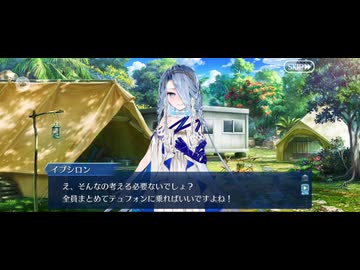 SKIP
イプシロン
え、そんなの考える必要ないでしょ？
全員まとめてテュフォンに乗ればいいですよね！